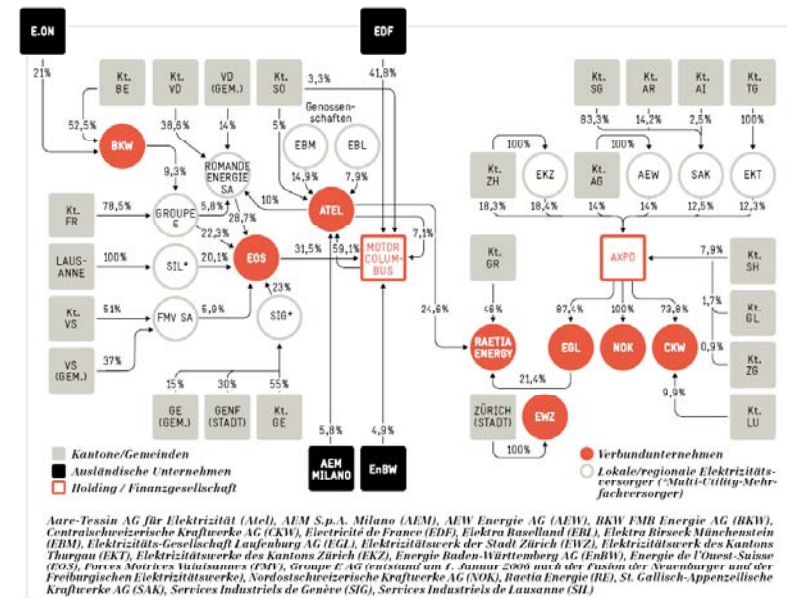 E.ON
EDF
21%
41,8%
Kt. BE
Kt. VD
VD (GEM.)
Kt. SO
3,3%
Kt. SG
Kt. AR
Kt. AI
Kt. TG
52,5%
38,6%
14%
5%
Genossen-
schaften
EBM
EBL
14,9%
7,9%
83,3%
14,2%
2,5%
100%
BKW
9,3%
ROMANDE
ENERGIE
SA
10%
ATEL
7,1%
100%
Kt. ZH
EKZ
100%
Kt. AG
AEW
SAK
EKT
18,3%
18,4%
14%
14%
12,5%
12,3%
Kt. FR
78,5%
GROUPE
E
5,8%
28,7%
22,3%
EOS
31,5%
59,1%
MOTOR
COLUM-
BUS
LAUS-
ANNE
100%
SIL*
20,1%
23%
Kt. VS
61%
FMV SA
5,9%
SIG*
VS
(GEM.)
37%
Kt. GR
46%
24,6%
RAETIA
ENERGY
AXPO
7,9%
Kt. SH
1,7%
Kt. GL
0,9%
Kt. ZG
87,4%
100%
73,8%
EGL
NOK
CKW
21,4%
9,9%
Kt. LU
ZÜRICH
(STADT)
EWZ
100%
15%
30%
55%
GE
(GEM.)
GENF
(STADT)
Kt. GE
5,8%
4,9%
AEM
MILANO
EnBW
Kantone/Gemeinden
Ausländische Unternehmen
Holding / Finanzgesellschaft
Verbundunternehmen
Lokale/regionale Elektrizitäts-
versorger (*Multi-Utility-Mehr-
fachversorger)
Aare-Tessin AG für Elektrizität (Atel), AEM S.p.A. Milano (AEM), AEW Energie AG (AEW), BKW FMB Energie AG (BKW),
Centralschweizerische Kraftwerke AG (CKW), Electricité de France (EDF), Elektra Baselland (EBL), Elektra Birseck Münchenstein
(EBM), Elektrizitäts-Gesellschaft Laufenburg AG (EGL), Elektrizitätswerk der Stadt Zürich (EWZ), Elektrizitätswerk des Kantons
Thurgau (EKT), Elektrizitätswerke des Kantons Zürich (EKZ), Energie Baden-Württemberg AG (EnBW), Energie de l'Ouest-Suisse
(EOS), Forces Motrices Valaisannes (FMV), Groupe E AG (entstand am 1. Januar 2006 nach der Fusion der Neuenburger und der
Freiburgischen Elektrizitätswerke), Nordostschweizerische Kraftwerke AG (NOK), Raetia Energie (RE), St. Gallisch-Appenzellische
Kraftwerke AG (SAK), Services Industriels de Genève (SIG), Services Industriels de Lausanne (SIL)